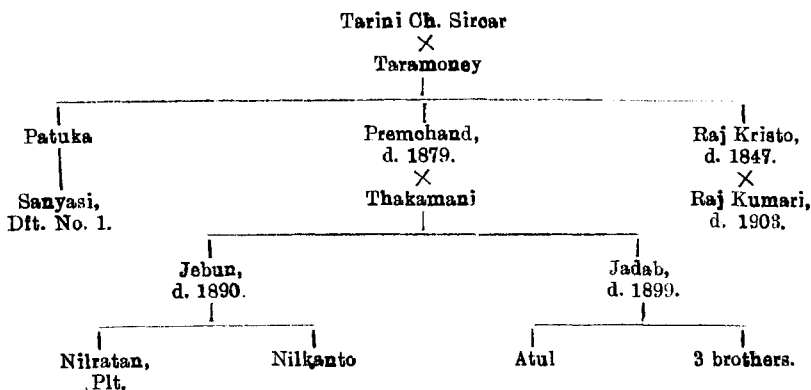 Tarini Ch. Sircar
×
Taramoney
Patuka Premchand, Raj Kristo,
d. 1879. d. 1847.
× ×
Sanyasi, Thakamani Raj Kumari,
Dft. No. 1. d. 1903.
Jebun, Jadab,
d. 1890. d. 1899.
Nilratan, Nilkanto Atul 3 brothers.
Plt.